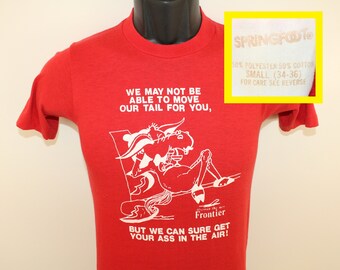 WE MAY NOT BE
ABLE TO MOVE
OUR TAIL FOR YOU,
Frontier
BUT WE CAN SURE GET
YOUR ASS IN THE AIR!
SPRINGFOOT
50% POLYESTER 50% COTTON
SMALL (34-36)
FOR CARE SEE REVERSE